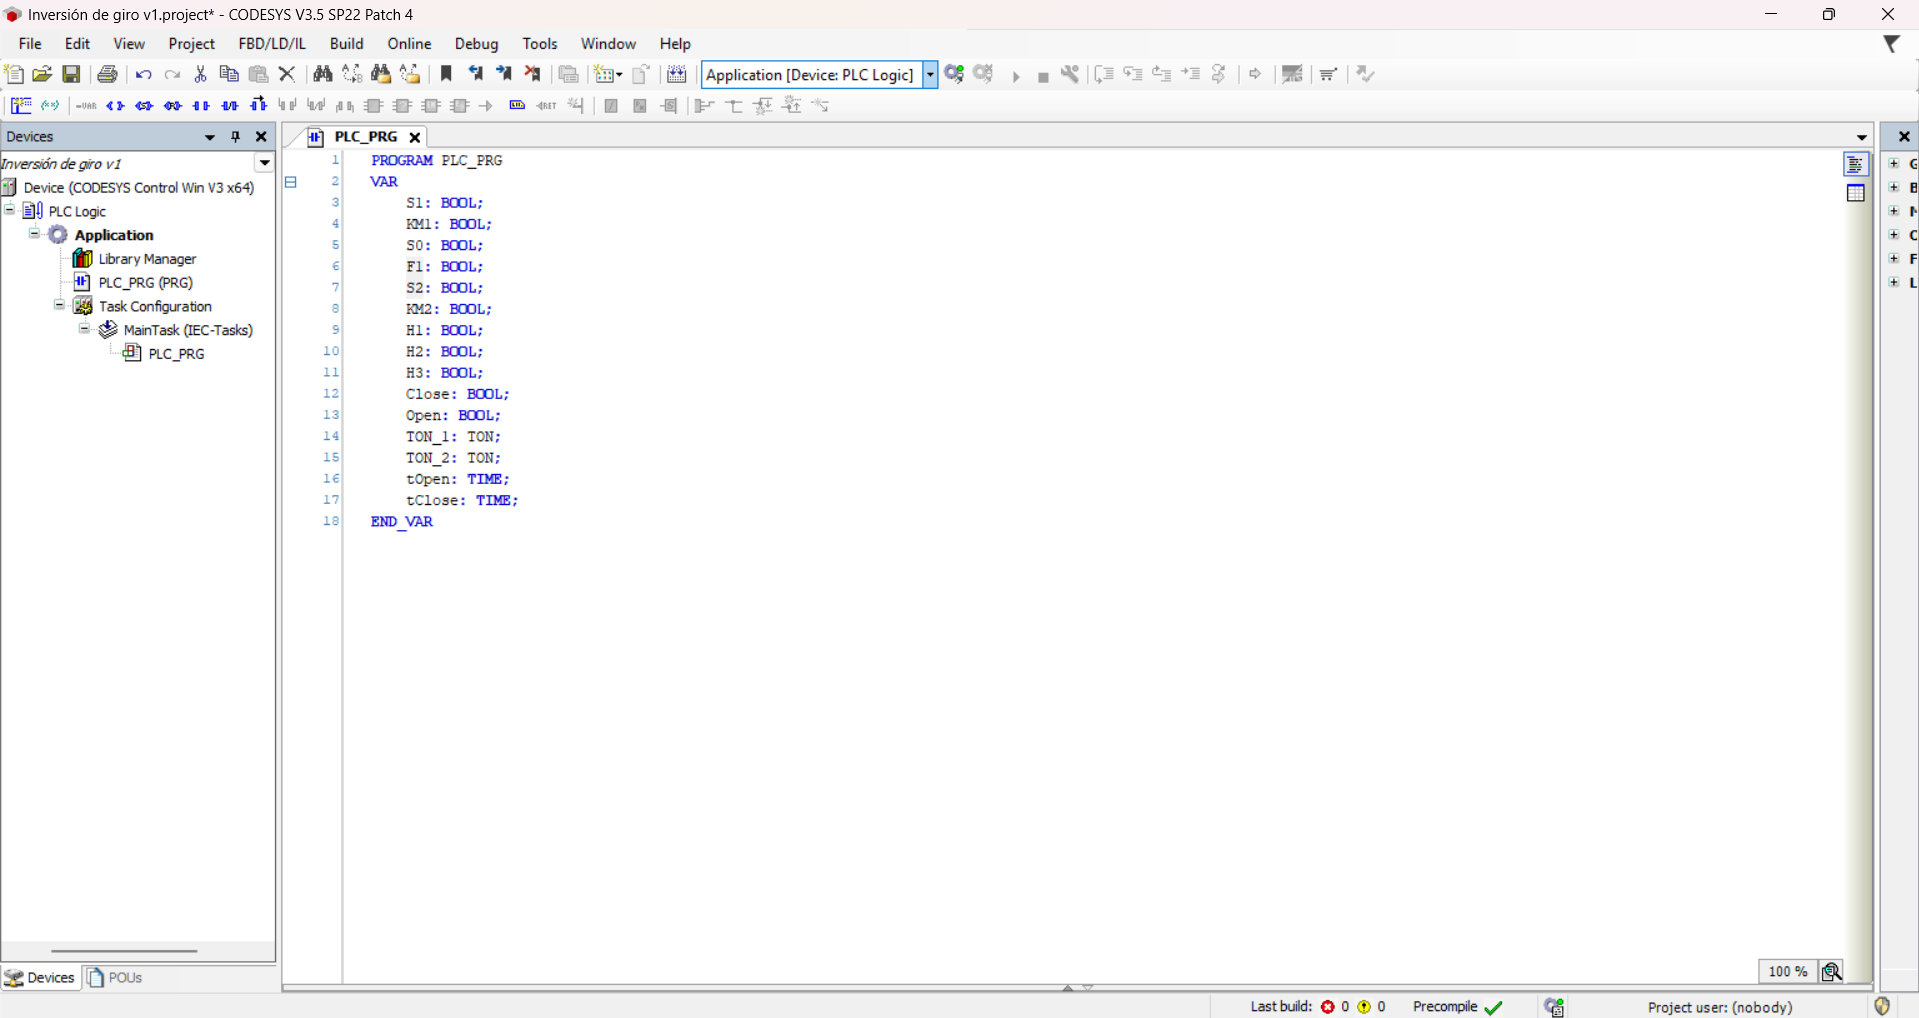 Inversión de giro v1.project* - CODESYS V3.5 SP22 Patch 4
File Edit View Project FBD/LD/IL Build Online Debug Tools Window Help
Application [Device: PLC Logic]
Devices
Inversión de giro v1
Device (CODESYS Control Win V3 x64)
PLC Logic
Application
Library Manager
PLC_PRG (PRG)
Task Configuration
MainTask (IEC-Tasks)
PLC_PRG
Devices POUs
PLC_PRG
1 PROGRAM PLC_PRG
2 VAR
3 S1: BOOL;
4 KM1: BOOL;
5 S0: BOOL;
6 F1: BOOL;
7 S2: BOOL;
8 KM2: BOOL;
9 H1: BOOL;
10 H2: BOOL;
11 H3: BOOL;
12 Close: BOOL;
13 Open: BOOL;
14 TON_1: TON;
15 TON_2: TON;
16 tOpen: TIME;
17 tClose: TIME;
18 END_VAR
100 %
Last build: 0 0 Precompile Project user: (nobody)